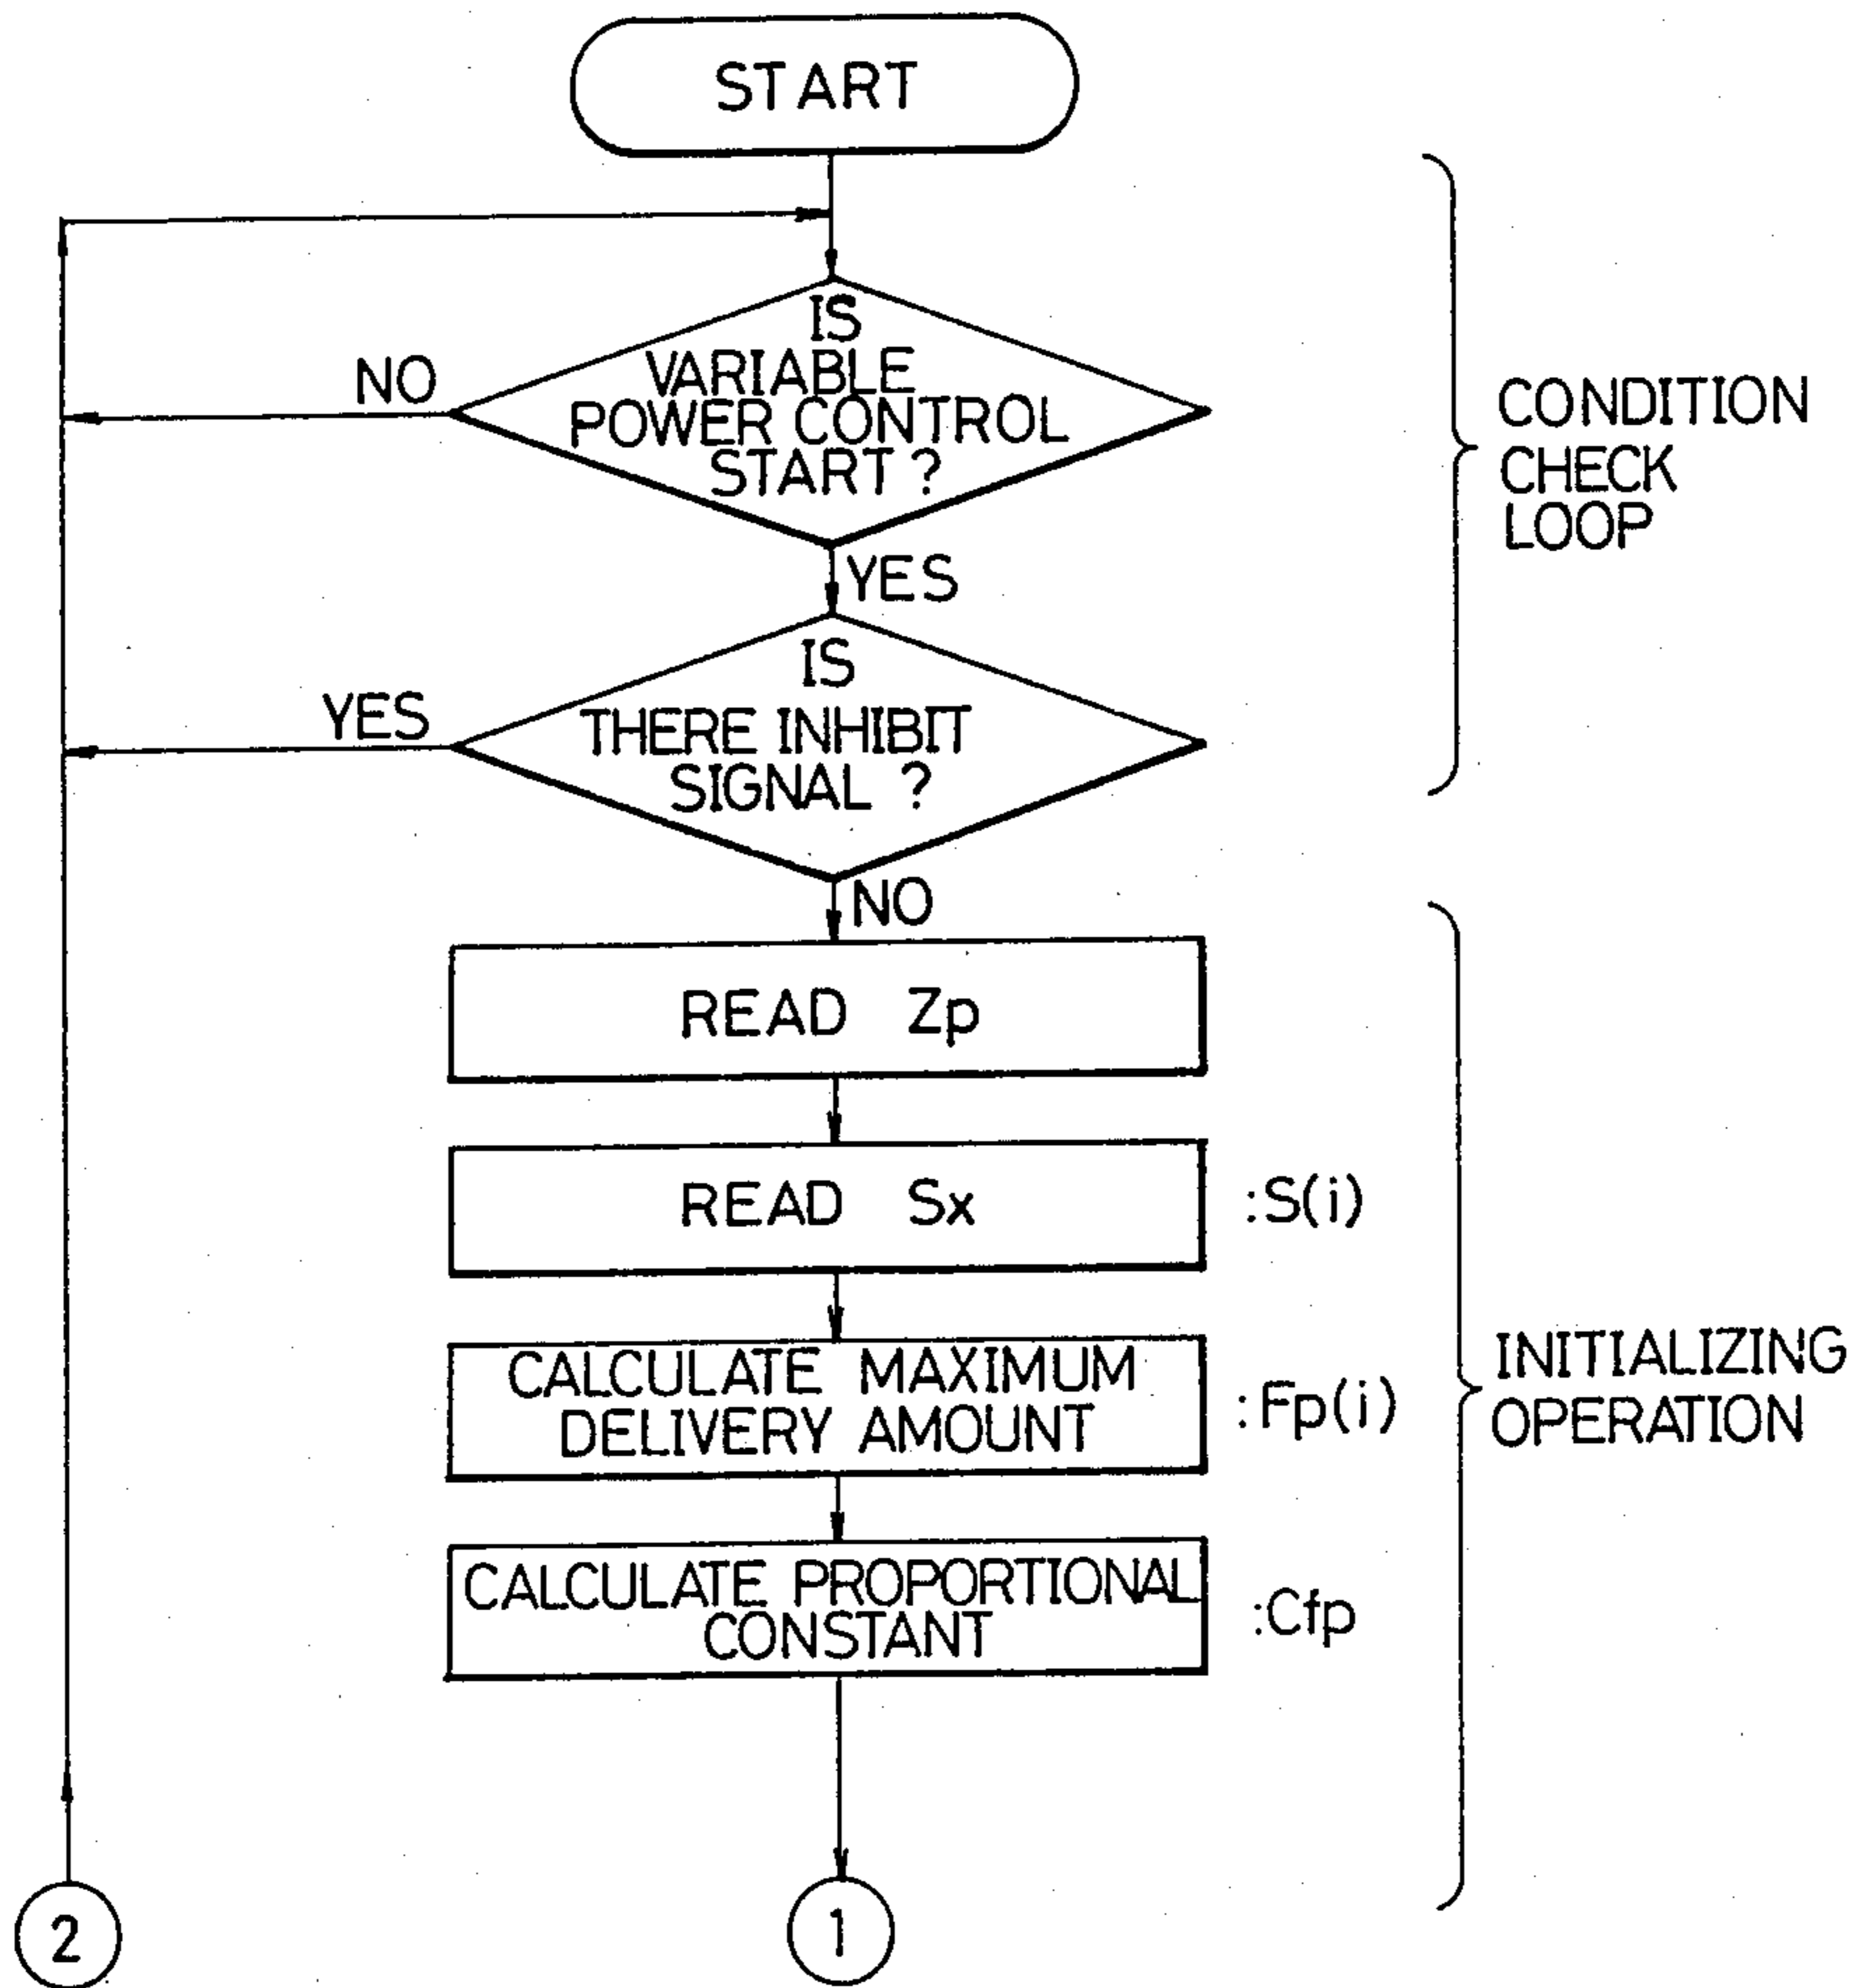 START
IS
VARIABLE
POWER CONTROL
START ?
NO
YES
CONDITION
CHECK
LOOP
IS
THERE INHIBIT
SIGNAL ?
YES
NO
READ Zp
READ Sx
:S(i)
CALCULATE MAXIMUM
DELIVERY AMOUNT
:Fp(i)
INITIALIZING
OPERATION
CALCULATE PROPORTIONAL
CONSTANT
:Cfp
2
1